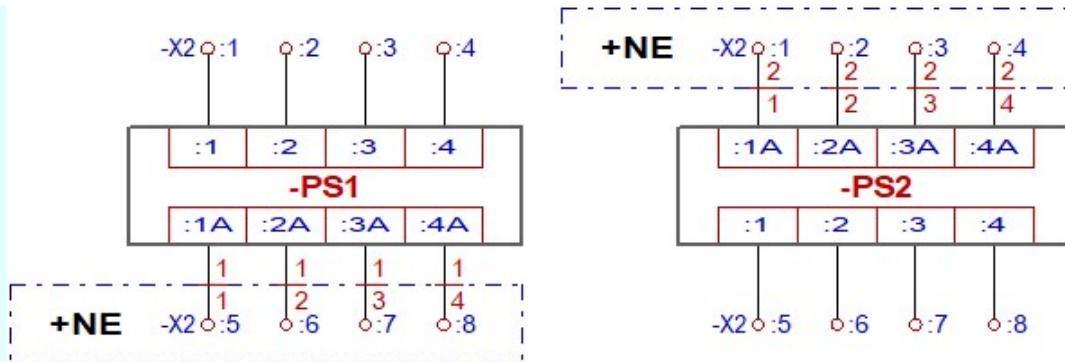 -X2 :1 :2 :3 :4
:1 :2 :3 :4
-PS1
:1A :2A :3A :4A
1 1 1 1
1 2 3 4
+NE -X2 :5 :6 :7 :8
+NE -X2 :1 :2 :3 :4
2 2 2 2
1 2 3 4
:1A :2A :3A :4A
-PS2
:1 :2 :3 :4
-X2 :5 :6 :7 :8